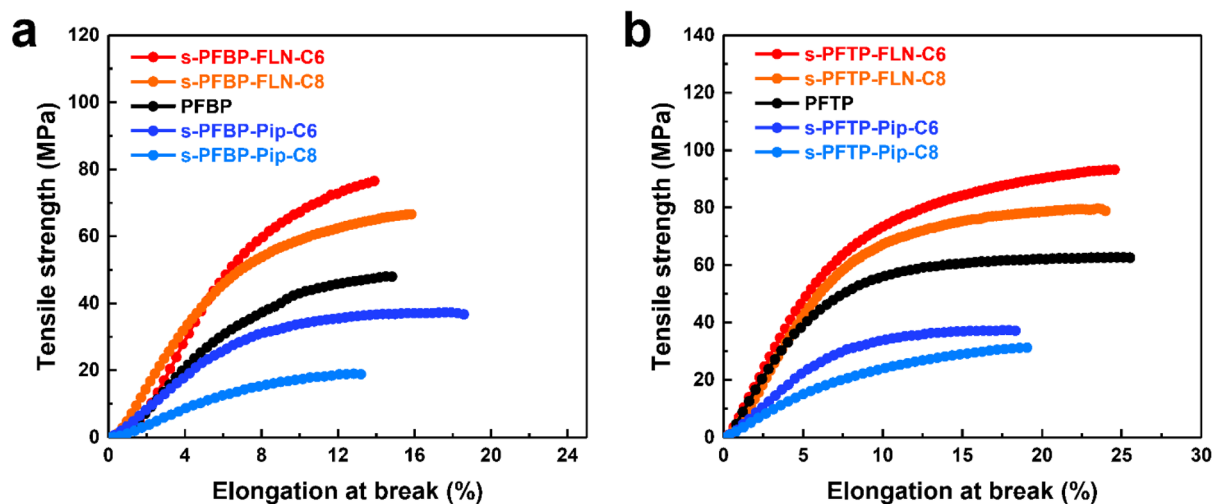 a
120
100
80
60
40
20
0
Tensile strength (MPa)
s-PFBP-FLN-C6
s-PFBP-FLN-C8
PFBP
s-PFBP-Pip-C6
s-PFBP-Pip-C8
0 4 8 12 16 20 24
Elongation at break (%)
b
140
120
100
80
60
40
20
0
Tensile strength (MPa)
s-PFTP-FLN-C6
s-PFTP-FLN-C8
PFTP
s-PFTP-Pip-C6
s-PFTP-Pip-C8
0 5 10 15 20 25 30
Elongation at break (%)